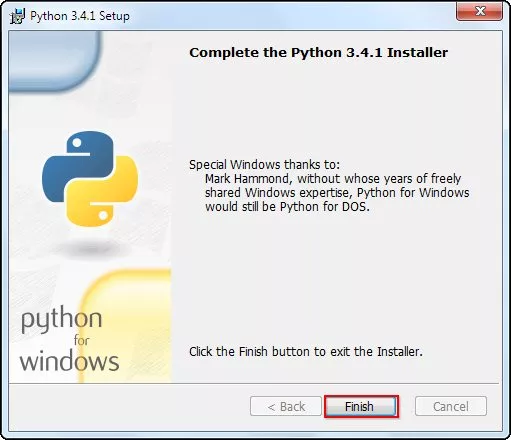 Python 3.4.1 Setup
Complete the Python 3.4.1 Installer
Special Windows thanks to:
Mark Hammond, without whose years of freely
shared Windows expertise, Python for Windows
would still be Python for DOS.
python
for
windows
Click the Finish button to exit the Installer.
< Back
Finish
Cancel